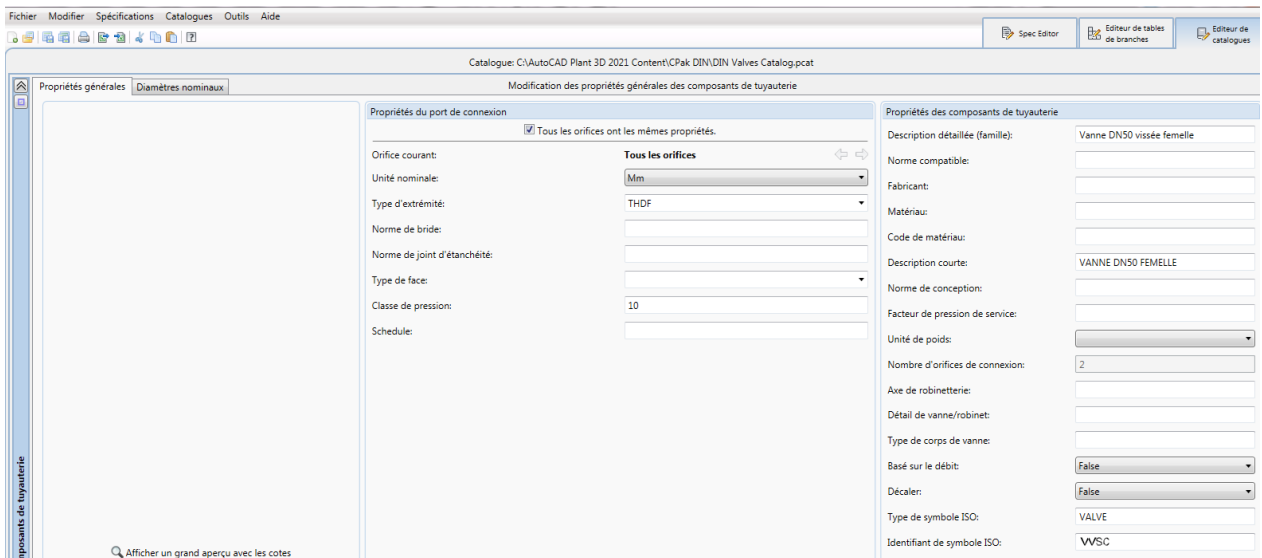 Fichier Modifier Spécifications Catalogues Outils Aide
Spec Editor
Editeur de tables
de branches
Editeur de
catalogues
Catalogue: C:\AutoCAD Plant 3D 2021 Content\CPak DIN\DIN Valves Catalog.pcat
Propriétés générales Diamètres nominaux
Modification des propriétés générales des composants de tuyauterie
Propriétés du port de connexion
Tous les orifices ont les mêmes propriétés.
Orifice courant: Tous les orifices
Unité nominale: Mm
Type d'extrémité: THDF
Norme de bride:
Norme de joint d'étanchéité:
Type de face:
Classe de pression: 10
Schedule:
Propriétés des composants de tuyauterie
Description détaillée (famille): Vanne DN50 vissée femelle
Norme compatible:
Fabricant:
Matériau:
Code de matériau:
Description courte: VANNE DN50 FEMELLE
Norme de conception:
Facteur de pression de service:
Unité de poids:
Nombre d'orifices de connexion: 2
Axe de robinetterie:
Détail de vanne/robinet:
Type de corps de vanne:
Basé sur le débit: False
Décaler: False
Type de symbole ISO: VALVE
Identifiant de symbole ISO: VVSC
Afficher un grand aperçu avec les cotes